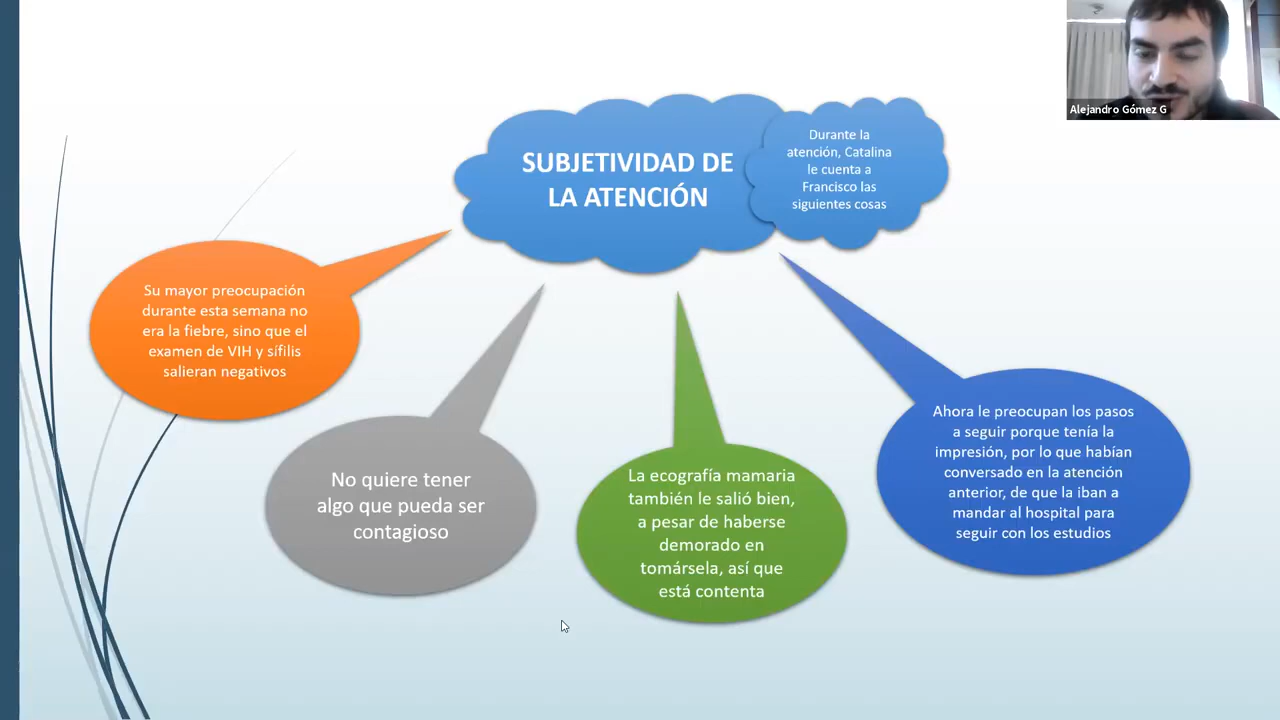 Alejandro Gómez G
SUBJETIVIDAD DE
LA ATENCIÓN
Durante la
atención, Catalina
le cuenta a
Francisco las
siguientes cosas
Su mayor preocupación
durante esta semana no
era la fiebre, sino que el
examen de VIH y sífilis
salieran negativos
No quiere tener
algo que pueda ser
contagioso
La ecografía mamaria
también le salió bien,
a pesar de haberse
demorado en
tomársela, así que
está contenta
Ahora le preocupan los pasos
a seguir porque tenía la
impresión, por lo que habían
conversado en la atención
anterior, de que la iban a
mandar al hospital para
seguir con los estudios